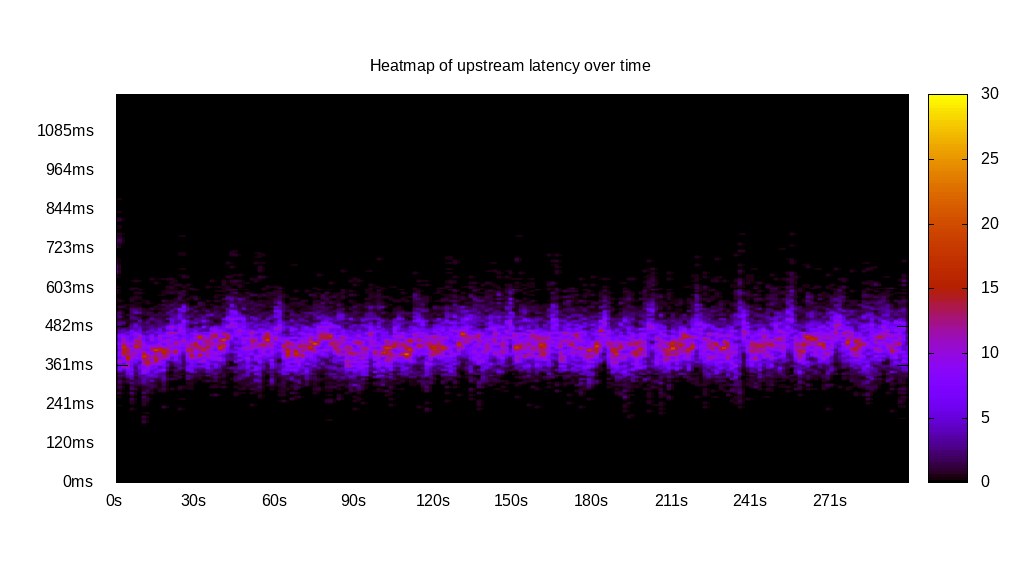 Heatmap of upstream latency over time
1085ms
964ms
844ms
723ms
603ms
482ms
361ms
241ms
120ms
0ms
0s 30s 60s 90s 120s 150s 180s 211s 241s 271s
30
25
20
15
10
5
0